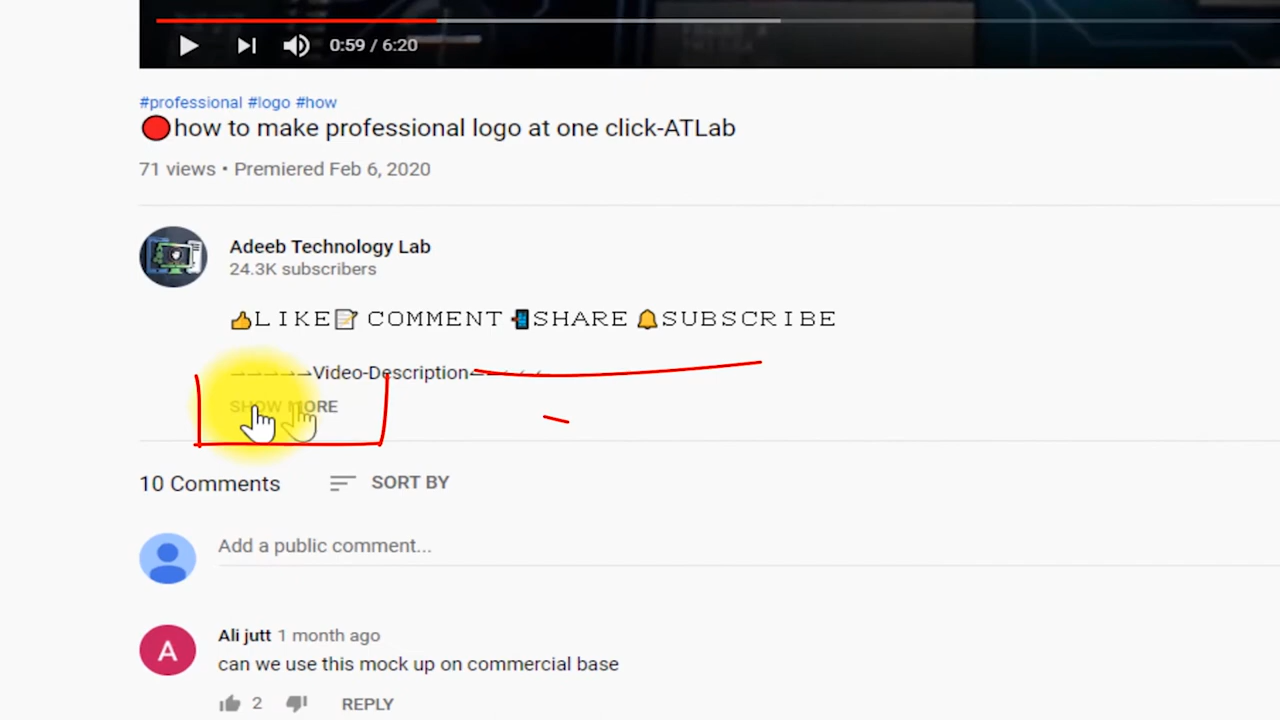 0:59 / 6:20
#professional #logo #how
how to make professional logo at one click-ATLab
71 views • Premiered Feb 6, 2020
Adeeb Technology Lab
24.3K subscribers
👍LIKE📝 COMMENT 📲SHARE 🔔SUBSCRIBE
Video-Description
SHOW MORE
10 Comments
SORT BY
Add a public comment...
A
Ali jutt 1 month ago
can we use this mock up on commercial base
2 REPLY